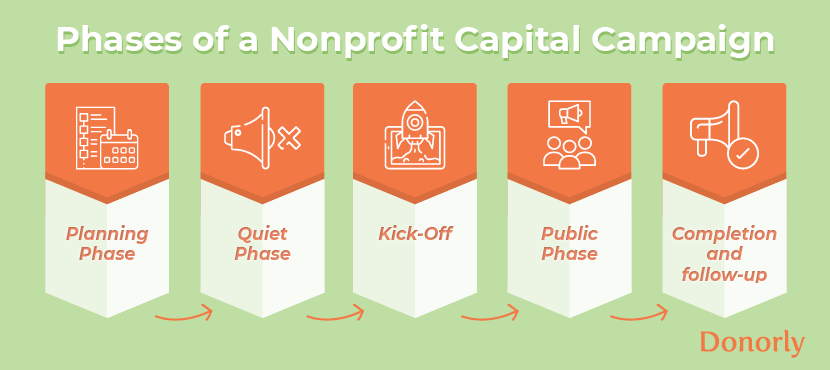 Phases of a Nonprofit Capital Campaign
Planning
Phase
Quiet
Phase
Kick-Off
Public
Phase
Completion
and
follow-up
Donorly